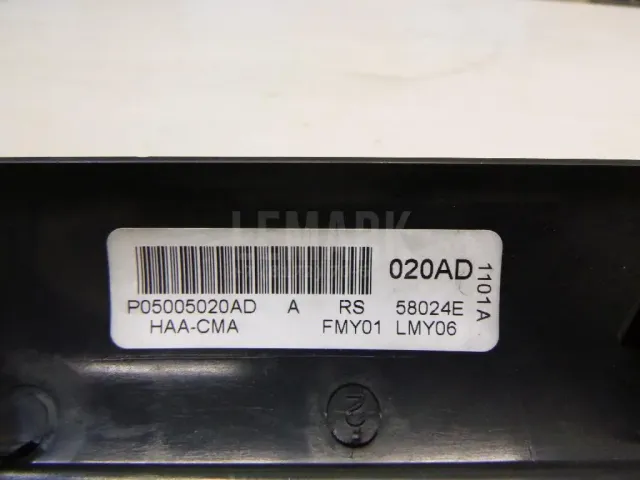 LEMARK
020AD
1101A
P05005020AD A RS 58024E
HAA-CMA FMY01 LMY06